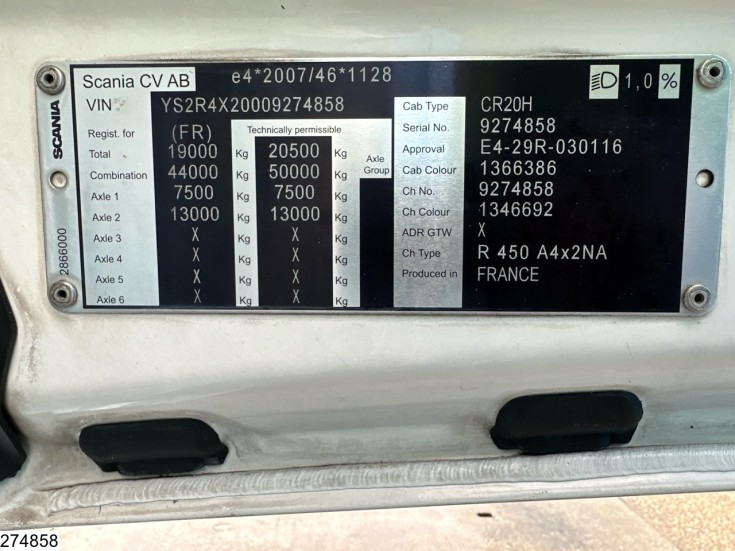 Scania CV AB e4*2007/46*1128 1,0 %
VIN YS2R4X20009274858
Regist. for (FR) Technically permissible
Total 19000 Kg 20500 Kg Axle Group
Combination 44000 Kg 50000 Kg
Axle 1 7500 Kg 7500 Kg
Axle 2 13000 Kg 13000 Kg
Axle 3 X Kg X Kg
Axle 4 X Kg X Kg
Axle 5 X Kg X Kg
Axle 6 X Kg X Kg
Cab Type CR20H
Serial No. 9274858
Approval E4-29R-030116
Cab Colour 1366386
Ch No. 9274858
Ch Colour 1346692
ADR GTW X
Ch Type R 450 A4x2NA
Produced in FRANCE
SCANIA
2866000
274858